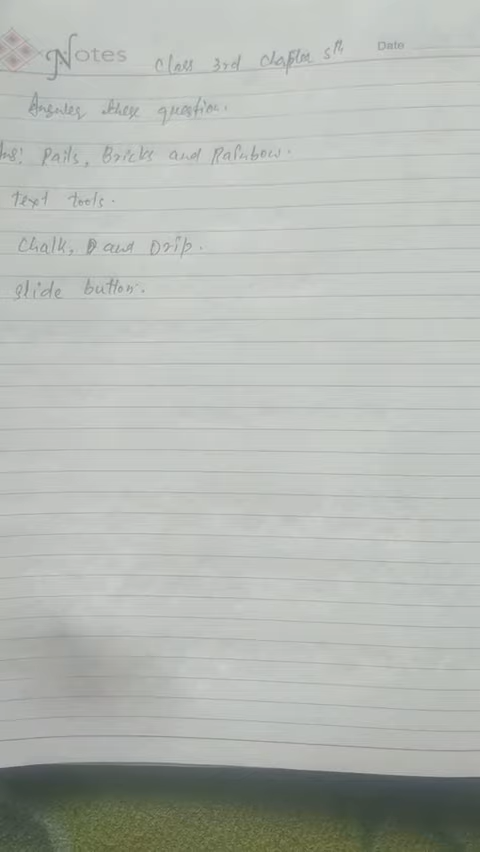 Notes Class 3rd Chapter 5th Date
Answer these question.
Ans: Rails, Bricks and Rainbow.
Text tools.
Chalk, and Drip.
slide button.